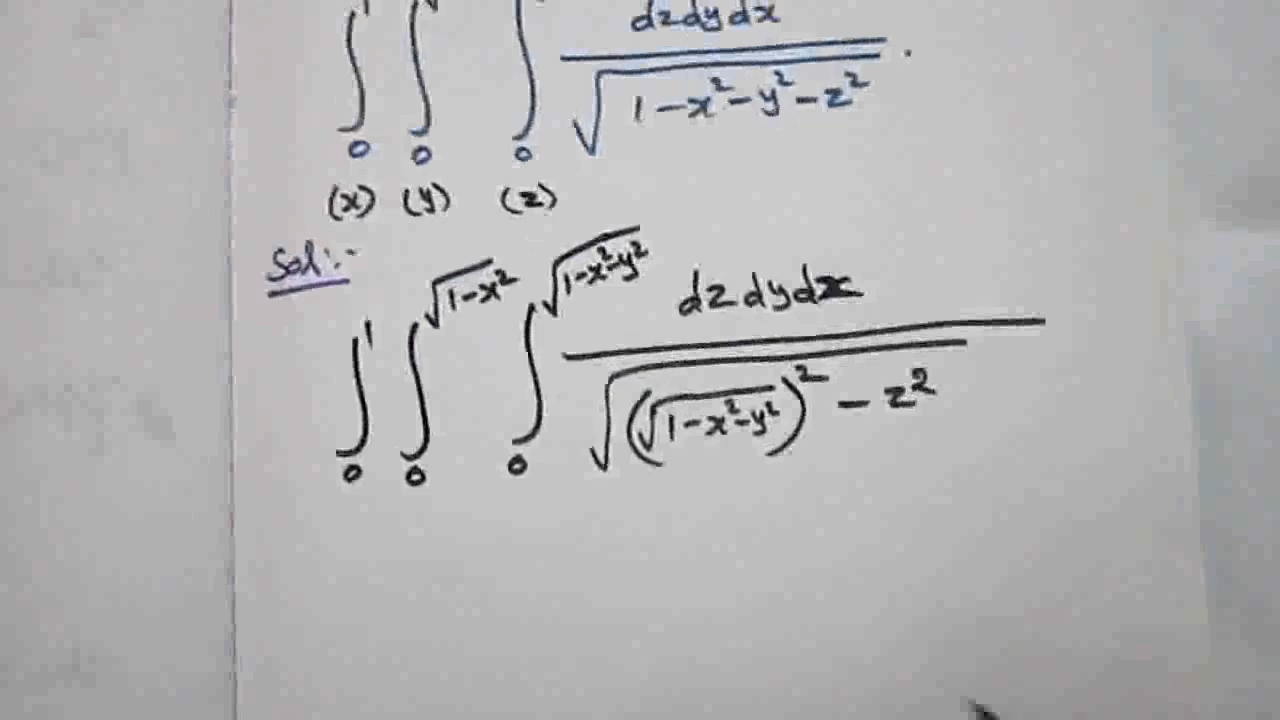 ∫₀¹ ∫₀ ∫₀ dzdydx / √(1-x²-y²-z²) .
(x) (y) (z)
Sol:-
∫₀¹ ∫₀^√(1-x²) ∫₀^√(1-x²-y²) dzdydx / √((√(1-x²-y²))² - z²)